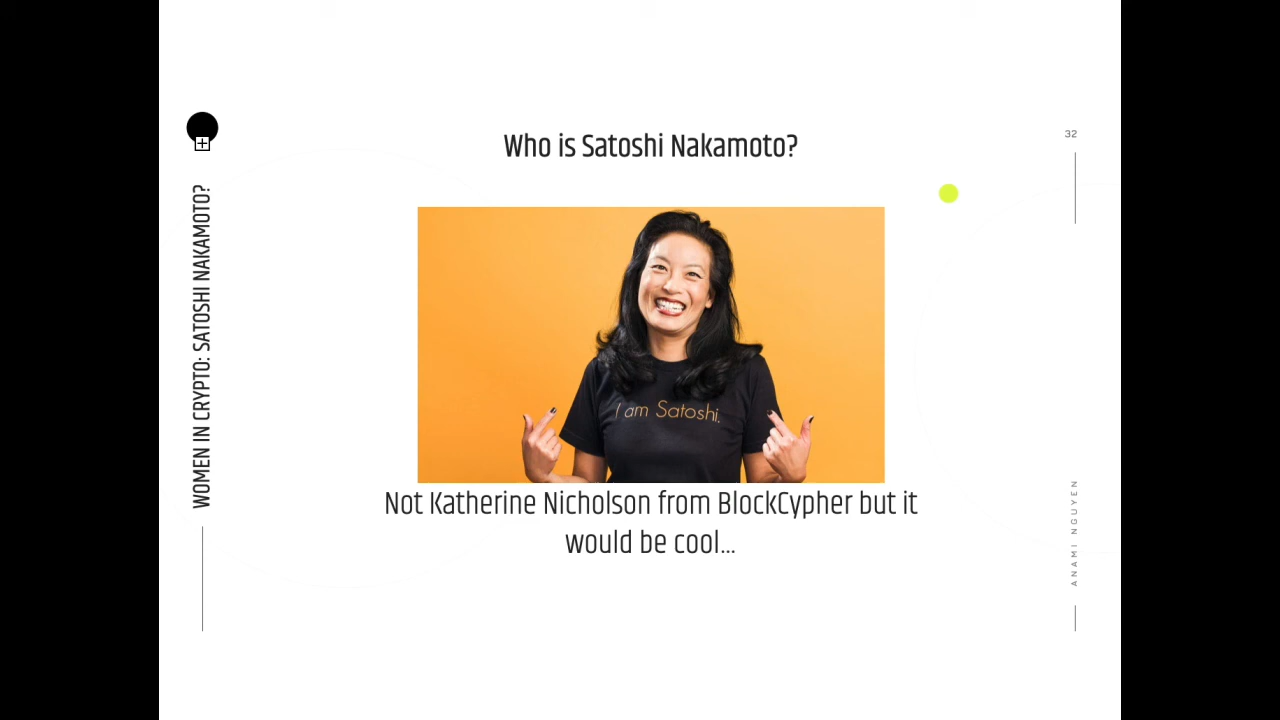 Who is Satoshi Nakamoto?
32
WOMEN IN CRYPTO: SATOSHI NAKAMOTO?
I am Satoshi.
Not Katherine Nicholson from BlockCypher but it
would be cool...
ANAMI NGUYEN